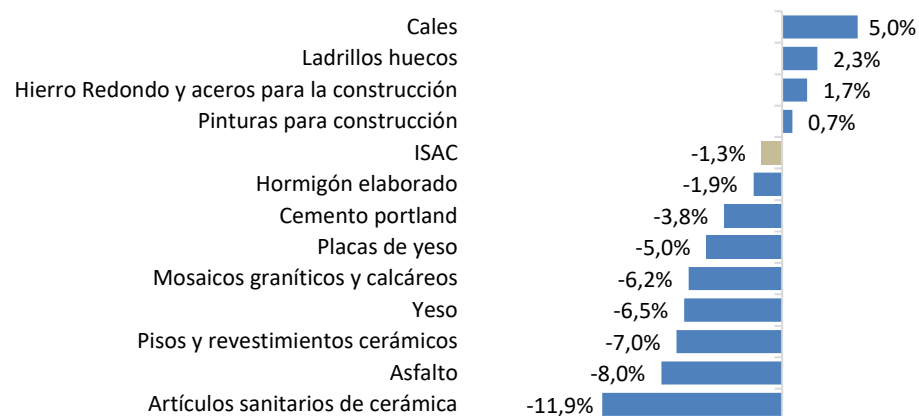 Cales 5,0%
Ladrillos huecos 2,3%
Hierro Redondo y aceros para la construcción 1,7%
Pinturas para construcción 0,7%
ISAC -1,3%
Hormigón elaborado -1,9%
Cemento portland -3,8%
Placas de yeso -5,0%
Mosaicos graníticos y calcáreos -6,2%
Yeso -6,5%
Pisos y revestimientos cerámicos -7,0%
Asfalto -8,0%
Artículos sanitarios de cerámica -11,9%